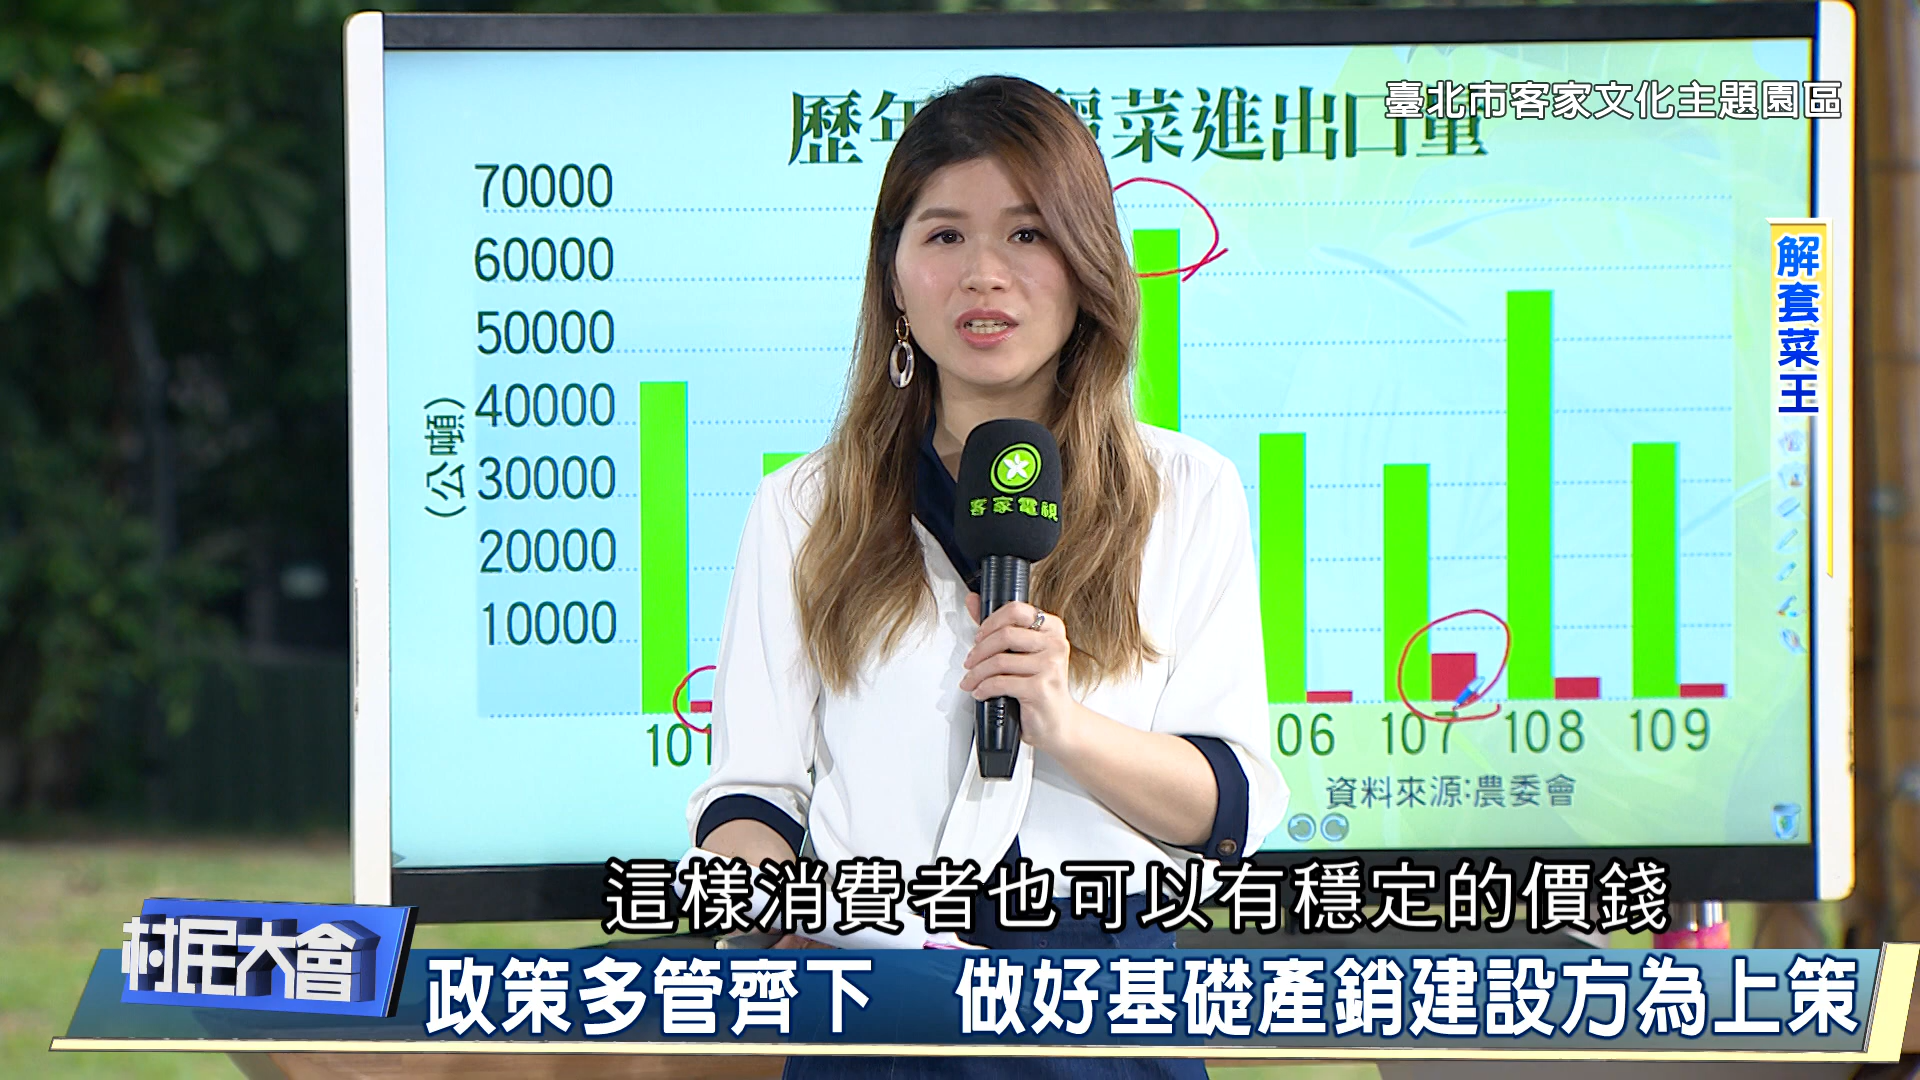 歷年 麗菜進出口量
臺北市客家文化主題園區
解套菜王
70000
60000
50000
40000
30000
20000
10000
(公噸)
101
06 107 108 109
資料來源:農委會
客家電視
這樣消費者也可以有穩定的價錢
村民大會
政策多管齊下 做好基礎產銷建設方為上策